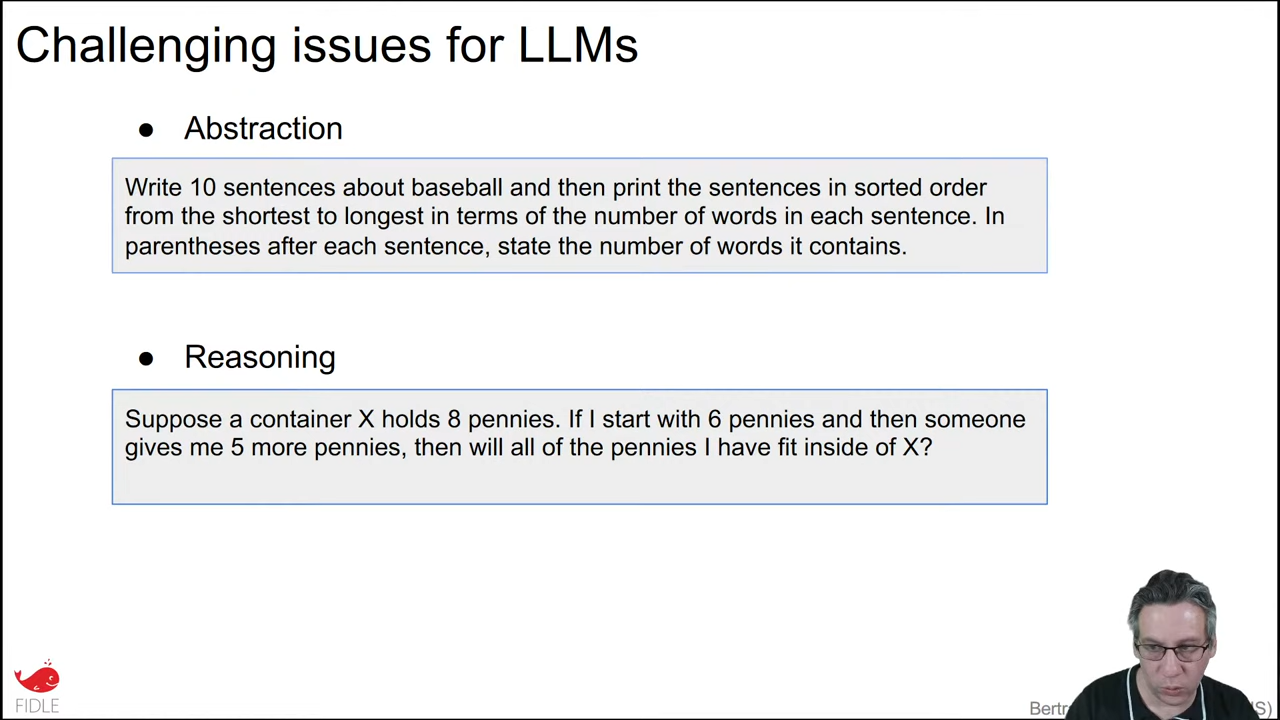 Challenging issues for LLMs
● Abstraction
Write 10 sentences about baseball and then print the sentences in sorted order
from the shortest to longest in terms of the number of words in each sentence. In
parentheses after each sentence, state the number of words it contains.
● Reasoning
Suppose a container X holds 8 pennies. If I start with 6 pennies and then someone
gives me 5 more pennies, then will all of the pennies I have fit inside of X?
FIDLE